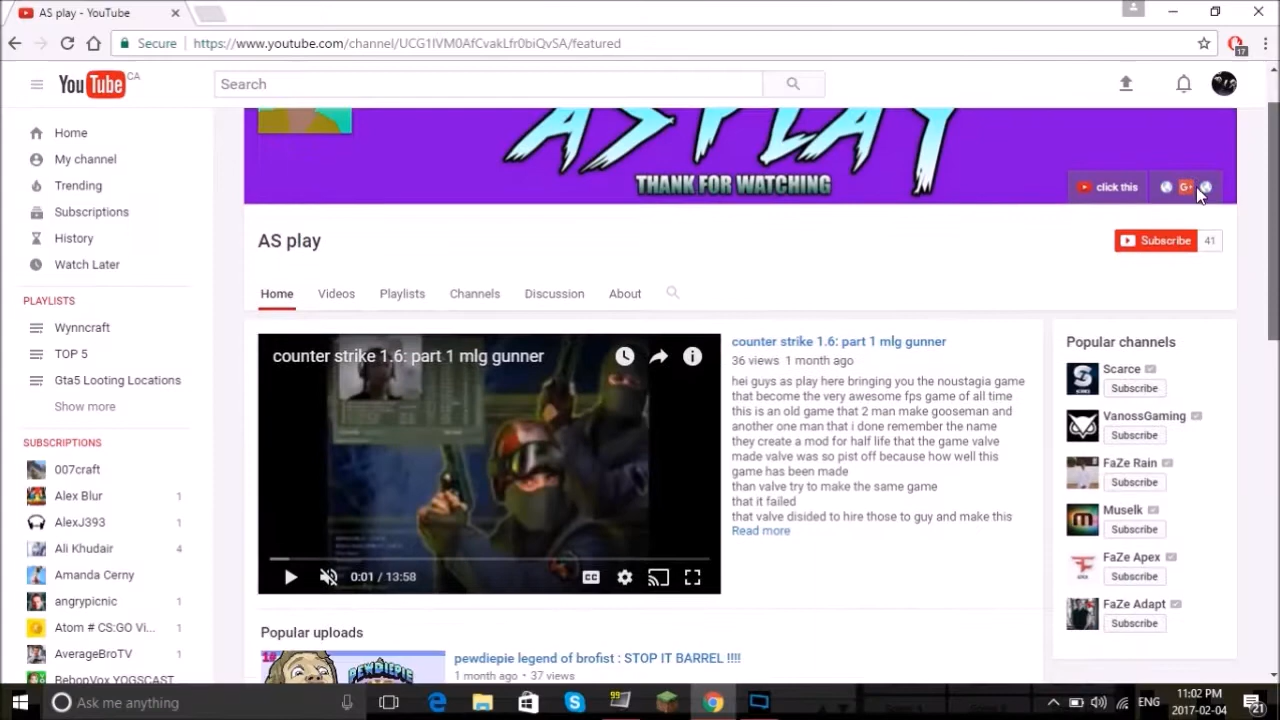 AS play - YouTube
Secure
https://www.youtube.com/channel/UCG1IVM0AfCvakLfr0biQvSA/featured
17
YouTube CA
Search
AS PLAY
THANK FOR WATCHING
click this
G+
Home
My channel
Trending
Subscriptions
History
Watch Later
PLAYLISTS
Wynncraft
TOP 5
Gta5 Looting Locations
Show more
SUBSCRIPTIONS
007craft
Alex Blur 1
AlexJ393 1
Ali Khudair 4
Amanda Cerny
angrypicnic 1
Atom # CS:GO Vi... 1
AverageBroTV 1
BebopVox YOGSCAST
AS play
Subscribe 41
Home Videos Playlists Channels Discussion About
counter strike 1.6: part 1 mlg gunner
0:01 / 13:58
CC
counter strike 1.6: part 1 mlg gunner
36 views 1 month ago
hei guys as play here bringing you the noustagia game
that become the very awesome fps game of all time
this is an old game that 2 man make gooseman and
another one man that i done remember the name
they create a mod for half life that the game valve
made valve was so pist off because how well this
game has been made
than valve try to make the same game
that it failed
that valve disided to hire those to guy and make this
Read more
Popular channels
Scarce
Subscribe
VanossGaming
Subscribe
FaZe Rain
Subscribe
Muselk
Subscribe
FaZe Apex
Subscribe
FaZe Adapt
Subscribe
Popular uploads
PEWDIEPIE
pewdiepie legend of brofist : STOP IT BARREL !!!!
1 month ago • 37 views
Ask me anything
99
ENG
11:02 PM
2017-02-04
21